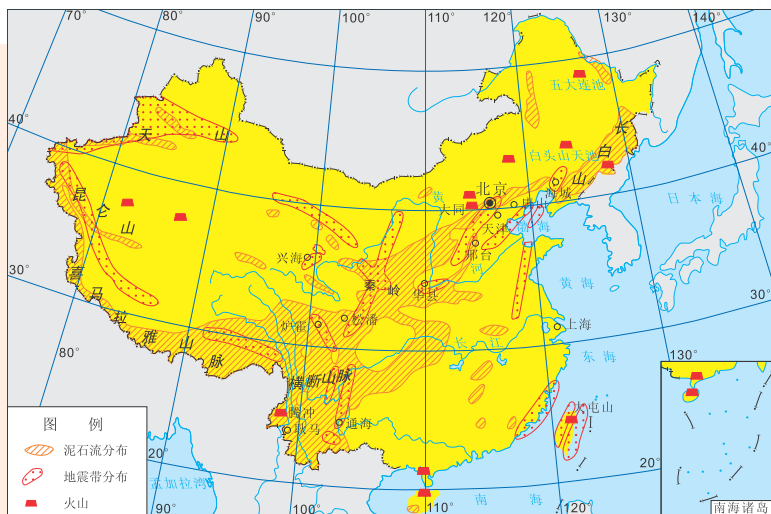 70°
80°
90°
100°
110°
120°
130°
140°
40°
30°
80°
天山
五大连池
长白山
白头山天池
40°
昆仑山
北京
大同
唐山
海城
天津
渤海
日本海
黄河
邢台
兴海
秦岭
华县
黄海
30°
喜马拉雅山脉
炉霍
松潘
上海
长江
东海
横断山脉
130°
大屯山
腾冲
耿马
通海
图例
泥石流分布
地震带分布
火山
20°
孟加拉湾
90°
100°
110°
南海
120°
20°
南海诸岛